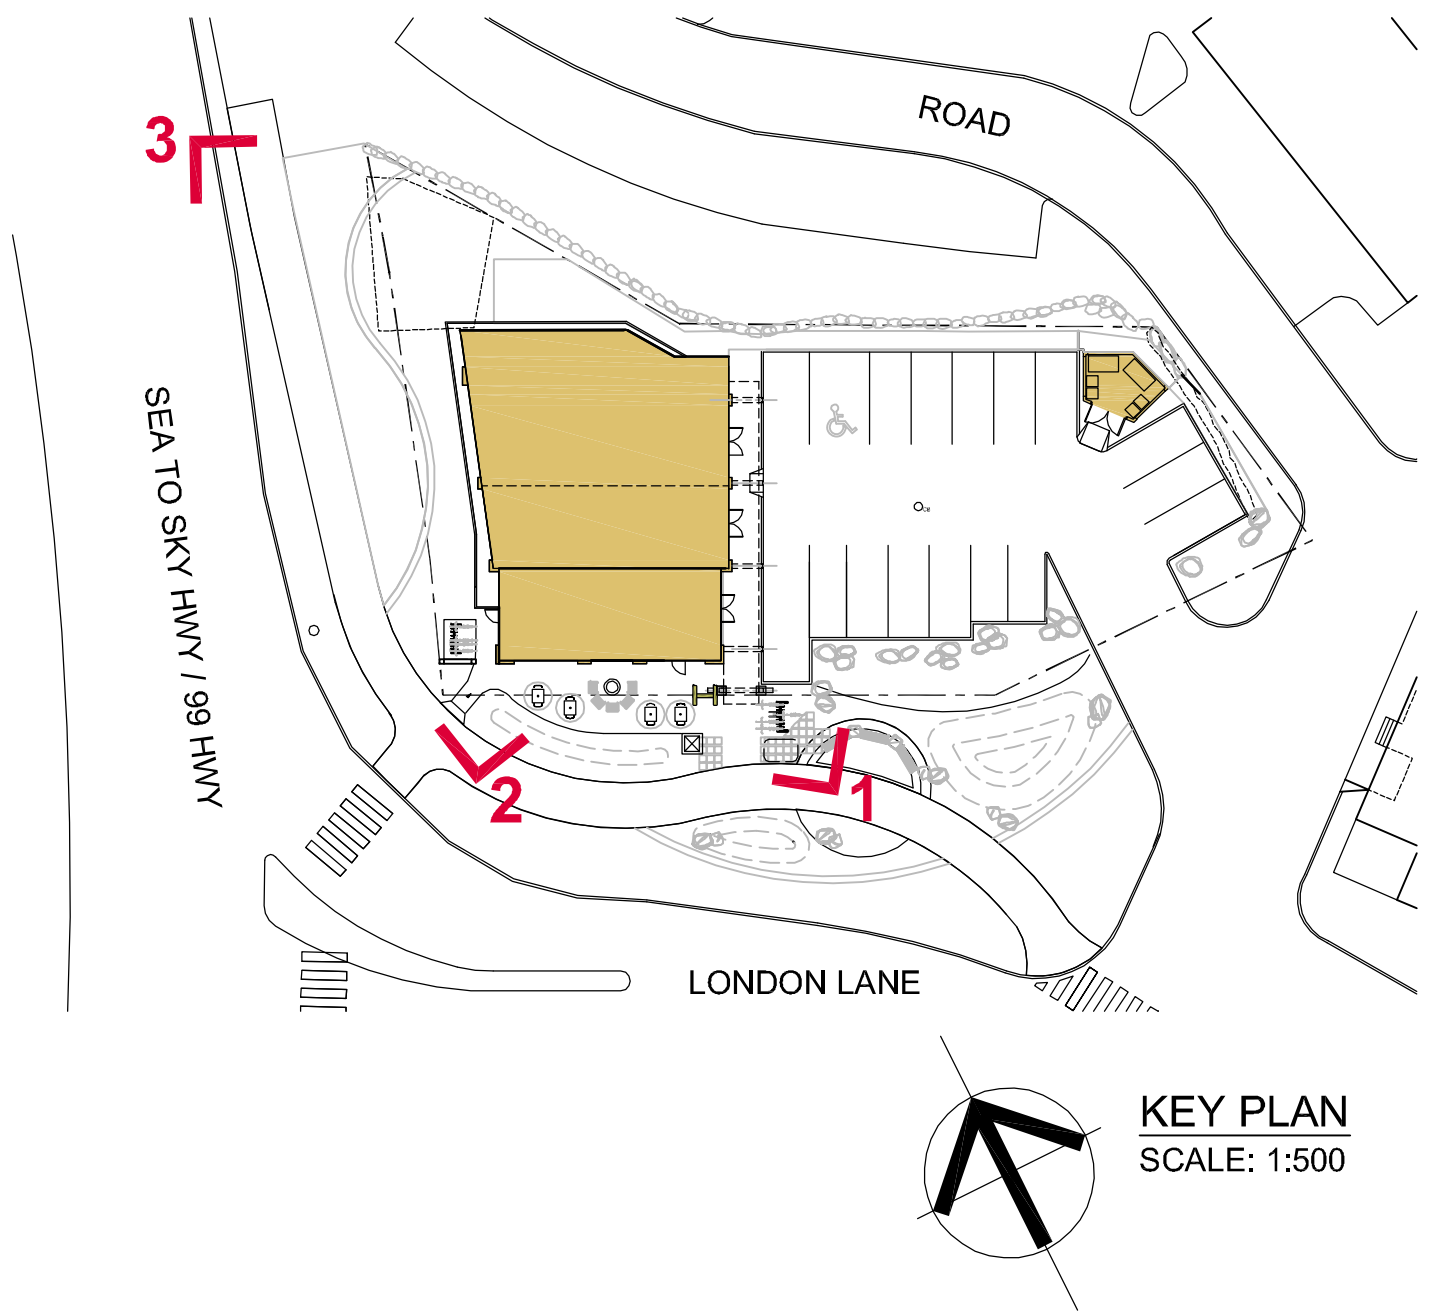 ROAD
3
SEA TO SKY HWY / 99 HWY
2
1
LONDON LANE
KEY PLAN
SCALE: 1:500